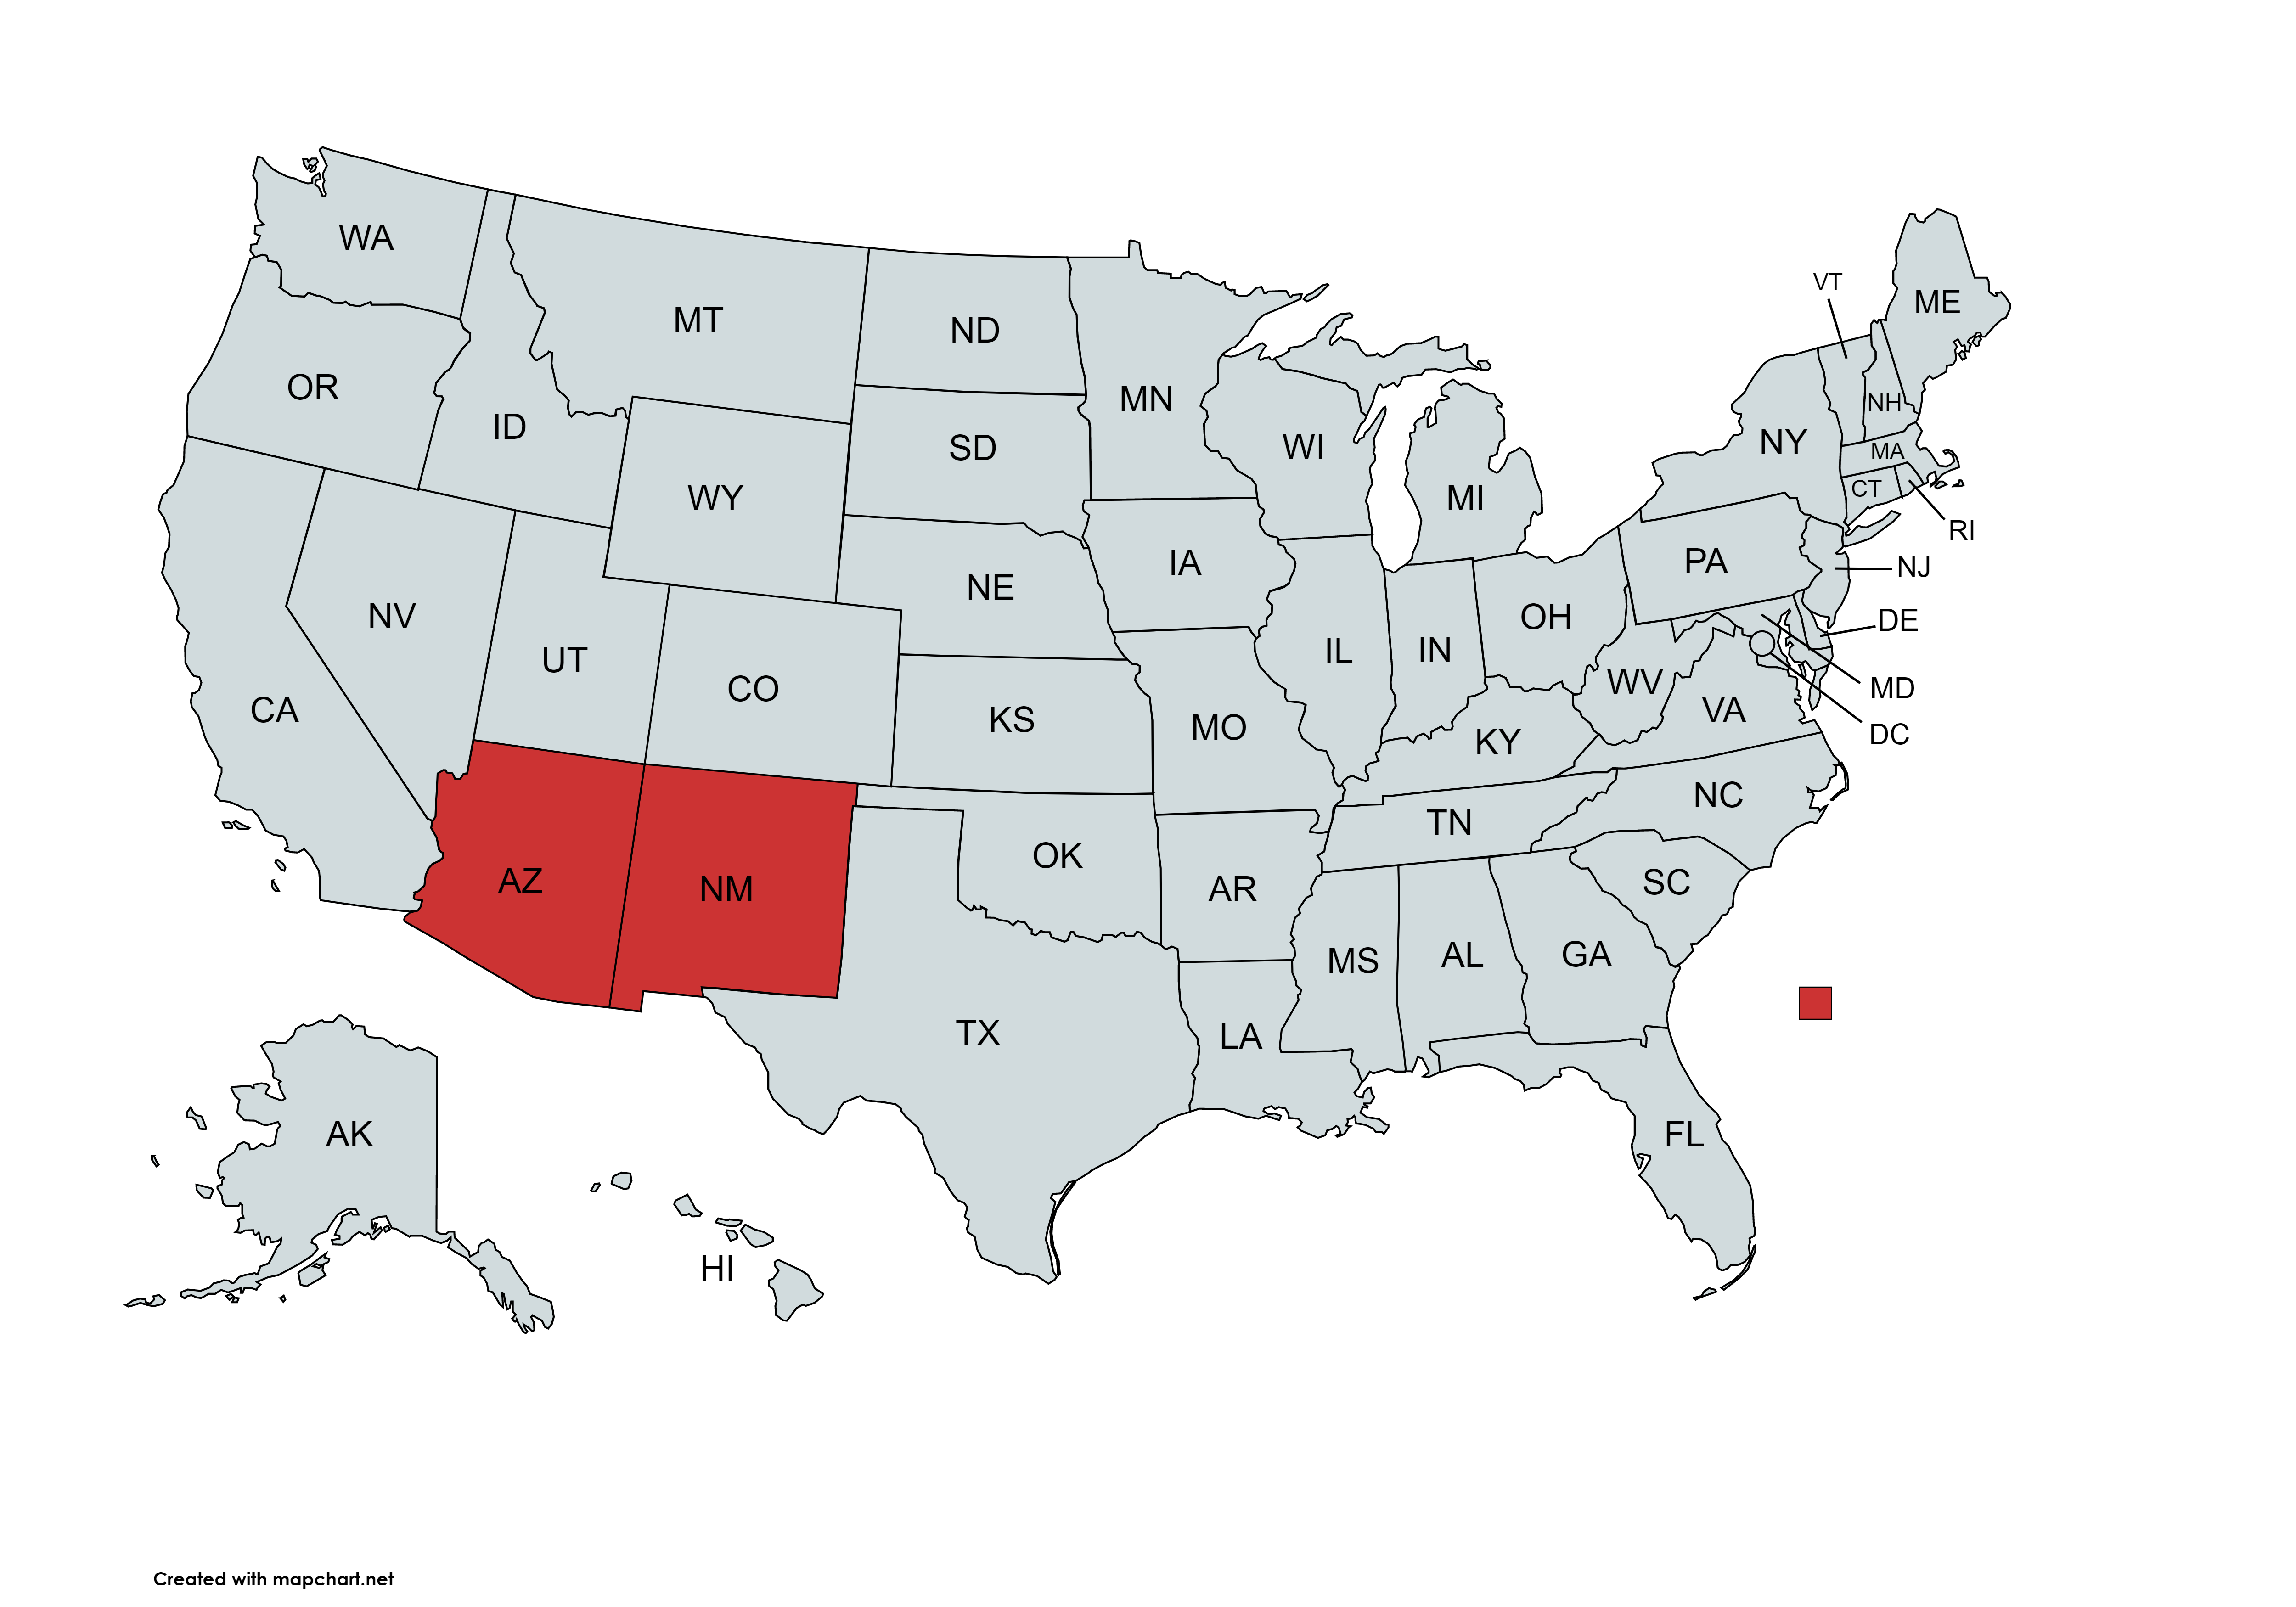 WA
MT
ND
MN
VT
ME
OR
ID
SD
WI
NH
NY
MA
WY
MI
CT
RI
IA
PA
NJ
NE
NV
OH
DE
UT
IL
IN
CO
WV
MD
CA
KS
MO
VA
DC
KY
NC
TN
AZ
NM
OK
AR
SC
MS
AL
GA
TX
LA
AK
FL
HI
Created with mapchart.net